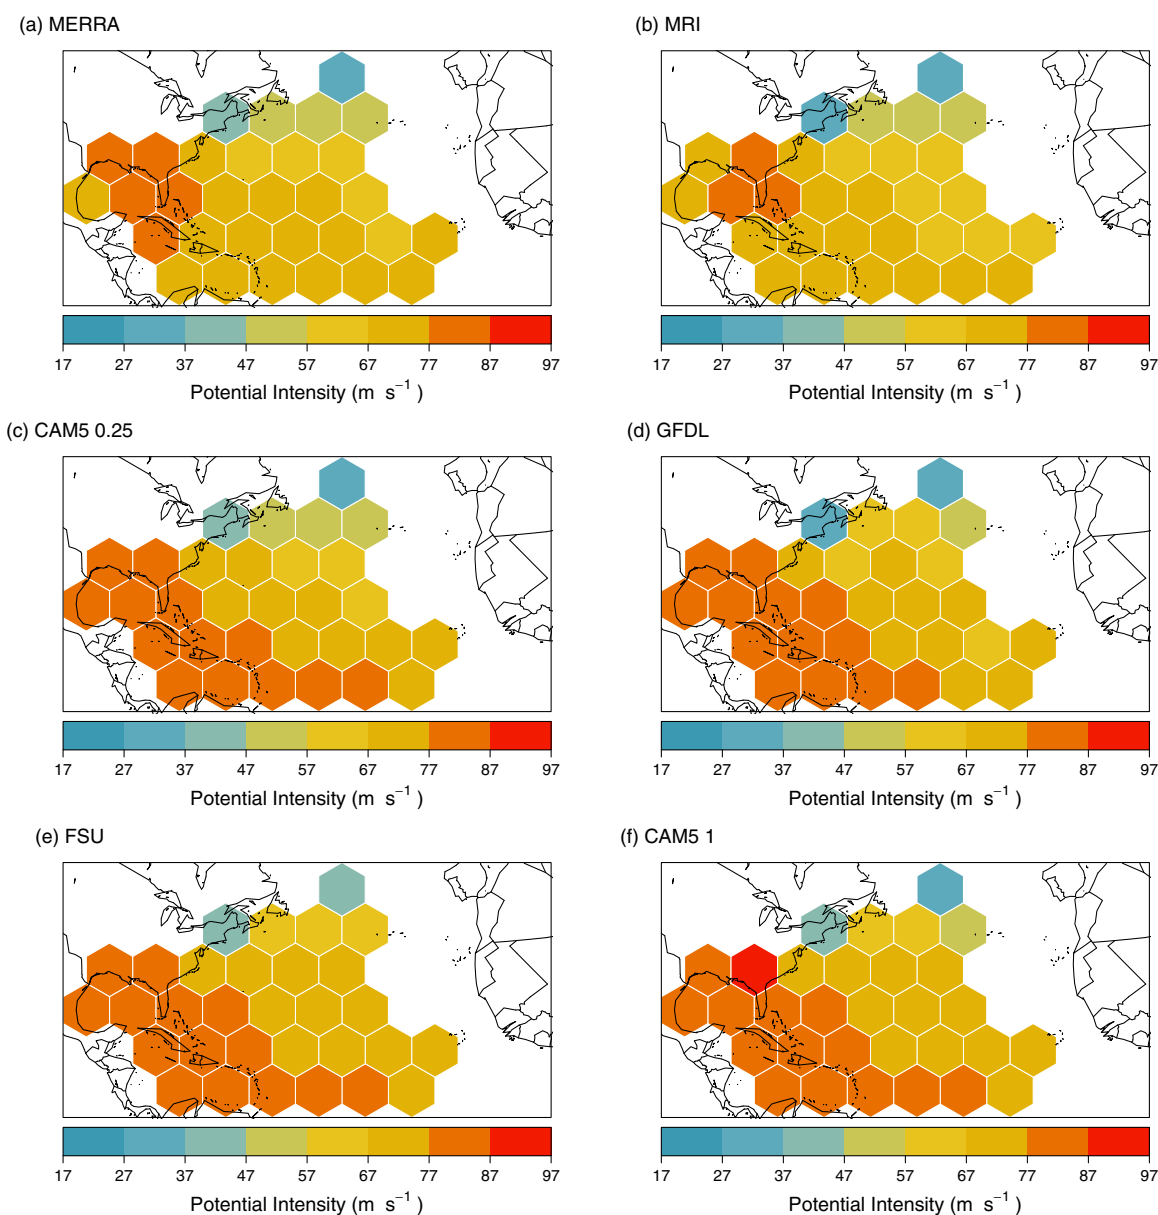 (a) MERRA
(b) MRI
17 27 37 47 57 67 77 87 97
17 27 37 47 57 67 77 87 97
Potential Intensity (m s⁻¹ )
Potential Intensity (m s⁻¹ )
(c) CAM5 0.25
(d) GFDL
17 27 37 47 57 67 77 87 97
17 27 37 47 57 67 77 87 97
Potential Intensity (m s⁻¹ )
Potential Intensity (m s⁻¹ )
(e) FSU
(f) CAM5 1
17 27 37 47 57 67 77 87 97
17 27 37 47 57 67 77 87 97
Potential Intensity (m s⁻¹ )
Potential Intensity (m s⁻¹ )